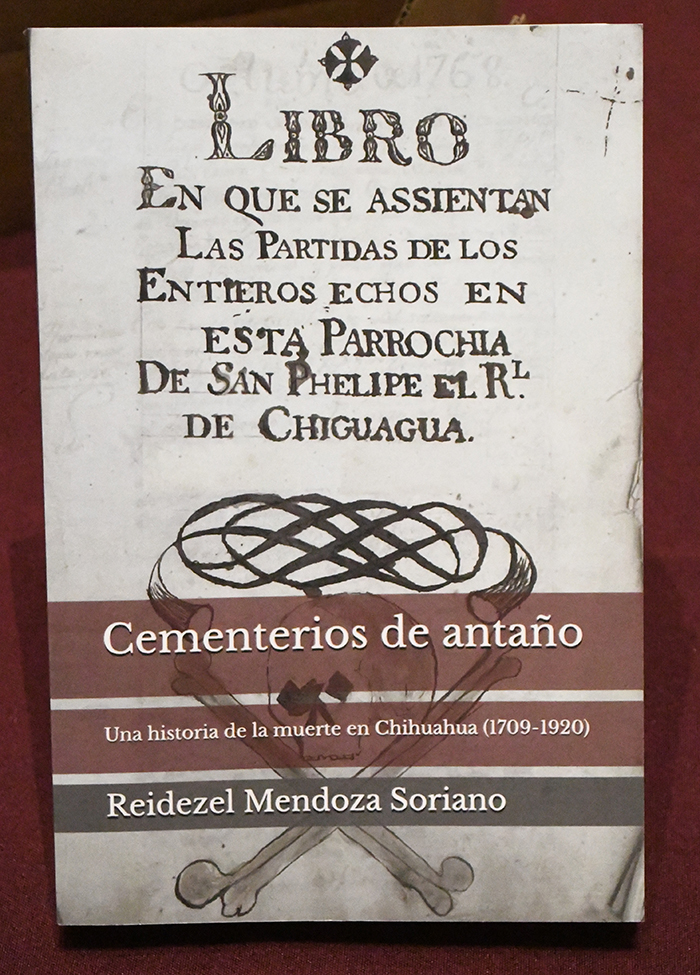 LIBRO
EN QUE SE ASSIENTAN
LAS PARTIDAS DE LOS
ENTIEROS ECHOS EN
ESTA PARROCHIA
DE SAN PHELIPE EL R.L
DE CHIGUAGUA.
Cementerios de antaño
Una historia de la muerte en Chihuahua (1709-1920)
Reidezel Mendoza Soriano